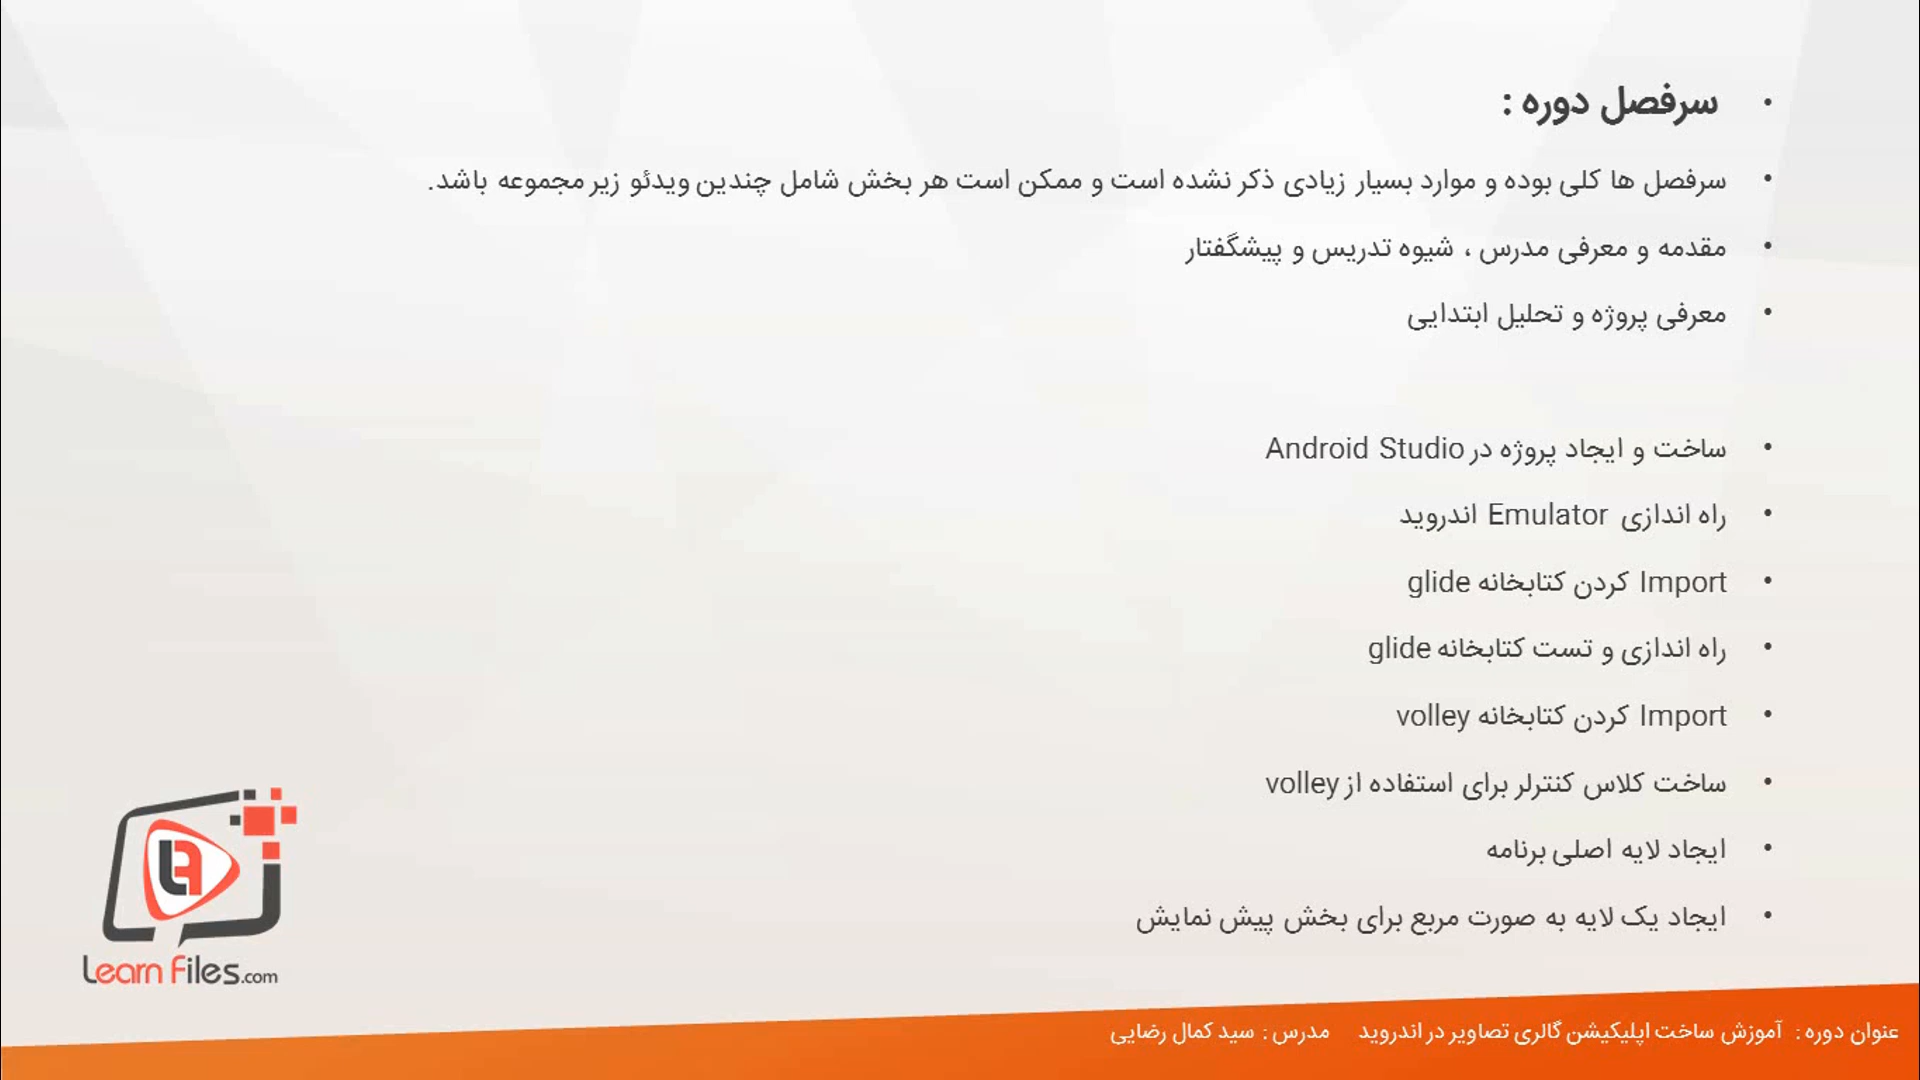 • سرفصل دوره :
• سرفصل ها کلی بوده و موارد بسیار زیادی ذکر نشده است و ممکن است هر بخش شامل چندین ویدئو زیر مجموعه باشد.
• مقدمه و معرفی مدرس ، شیوه تدریس و پیشگفتار
• معرفی پروژه و تحلیل ابتدایی
• ساخت و ایجاد پروژه در Android Studio
• راه اندازی Emulator اندروید
• Import کردن کتابخانه glide
• راه اندازی و تست کتابخانه glide
• Import کردن کتابخانه volley
• ساخت کلاس کنترلر برای استفاده از volley
• ایجاد لایه اصلی برنامه
• ایجاد یک لایه به صورت مربع برای بخش پیش نمایش
Learn Files.com
عنوان دوره : آموزش ساخت اپلیکیشن گالری تصاویر در اندروید مدرس : سید کمال رضایی